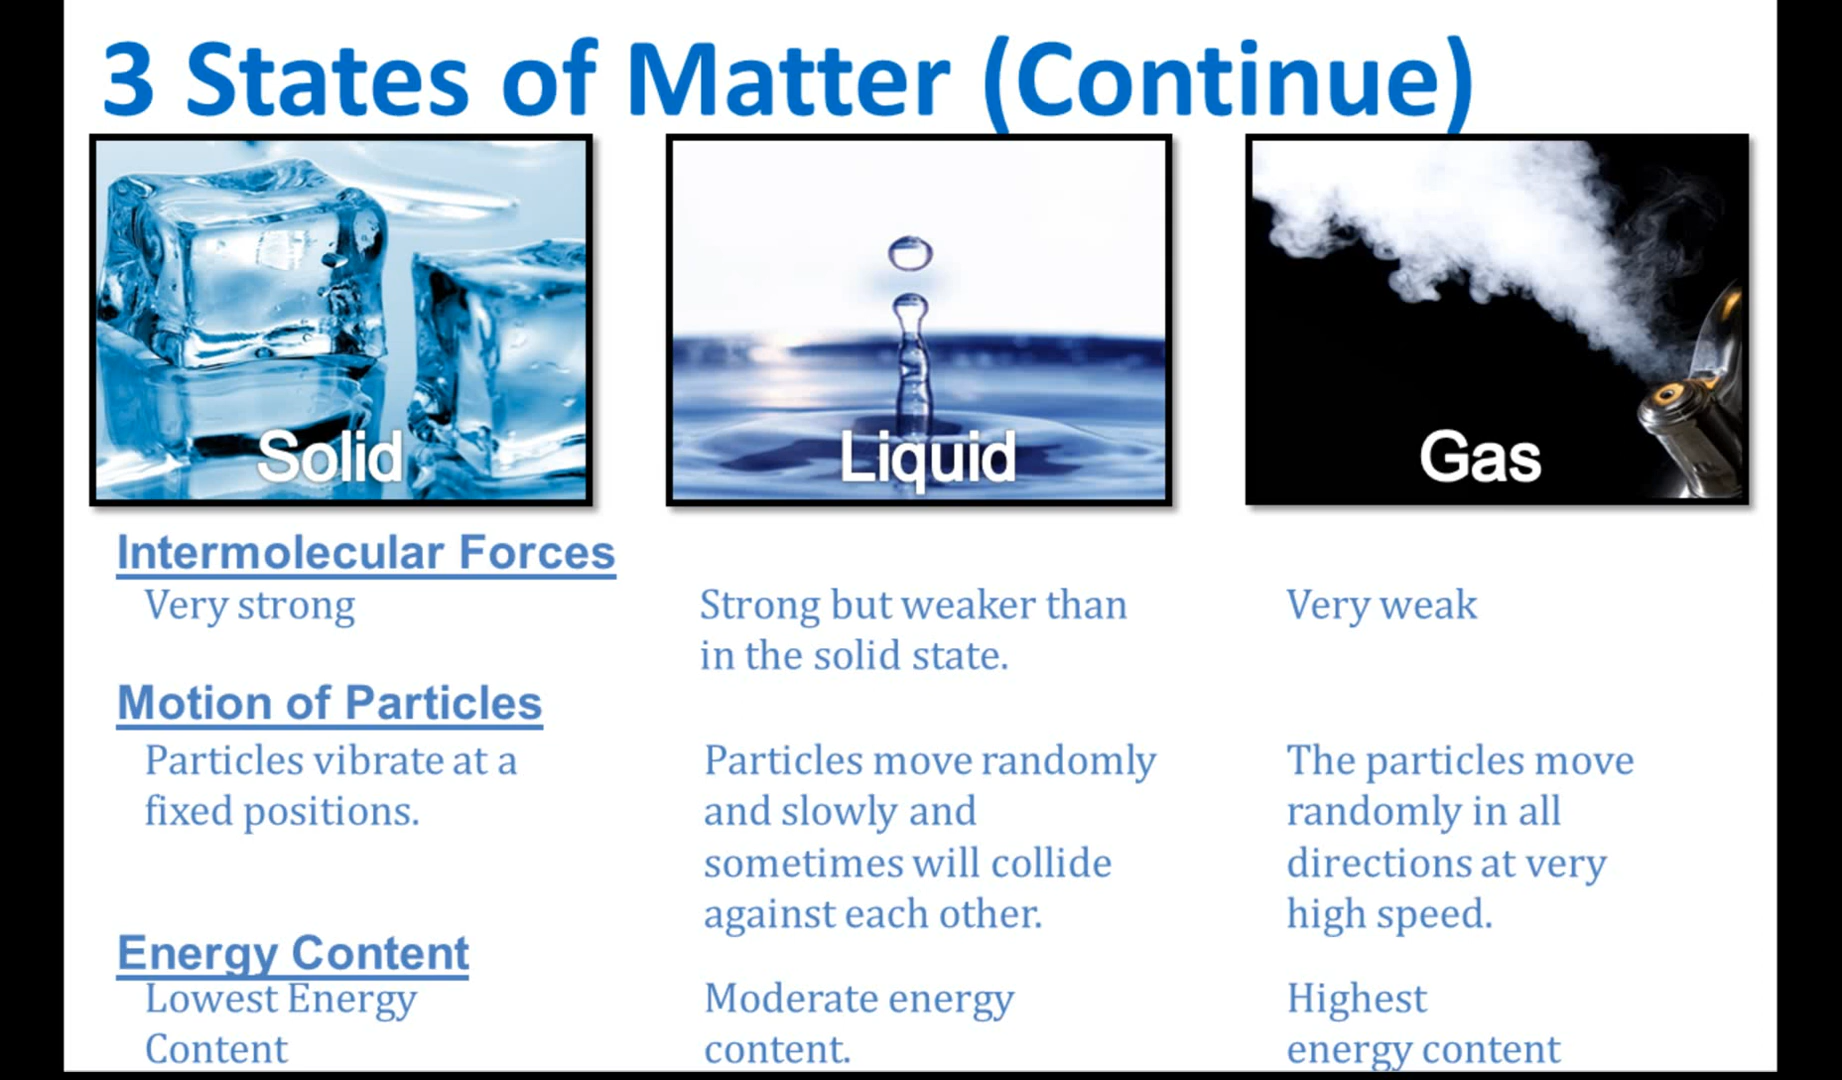 3 States of Matter (Continue)
Solid
Liquid
Gas
Intermolecular Forces
Very strong
Strong but weaker than
in the solid state.
Very weak
Motion of Particles
Particles vibrate at a
fixed positions.
Particles move randomly
and slowly and
sometimes will collide
against each other.
The particles move
randomly in all
directions at very
high speed.
Energy Content
Lowest Energy
Content
Moderate energy
content.
Highest
energy content